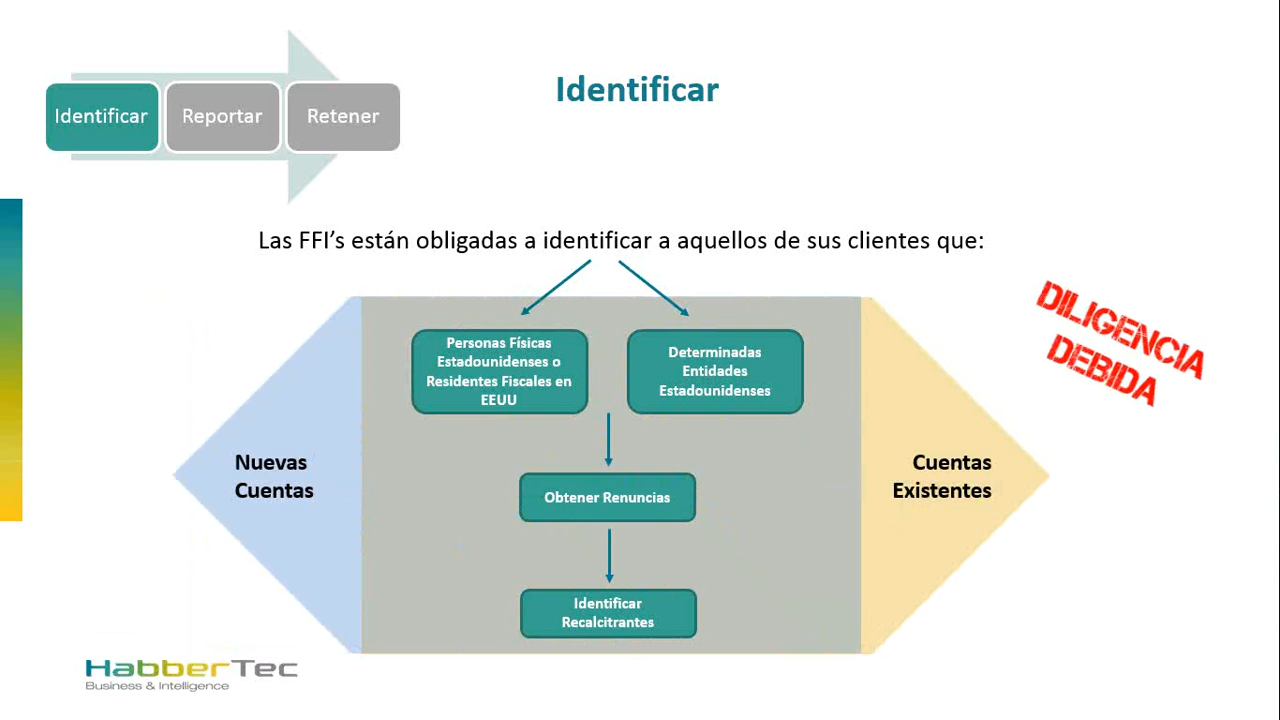 Identificar
Reportar
Retener
Identificar
Las FFI’s están obligadas a identificar a aquellos de sus clientes que:
DILIGENCIA
DEBIDA
Personas Físicas
Estadounidenses o
Residentes Fiscales en
EEUU
Determinadas
Entidades
Estadounidenses
Nuevas
Cuentas
Cuentas
Existentes
Obtener Renuncias
Identificar
Recalcitrantes
HabberTec
Business & Intelligence